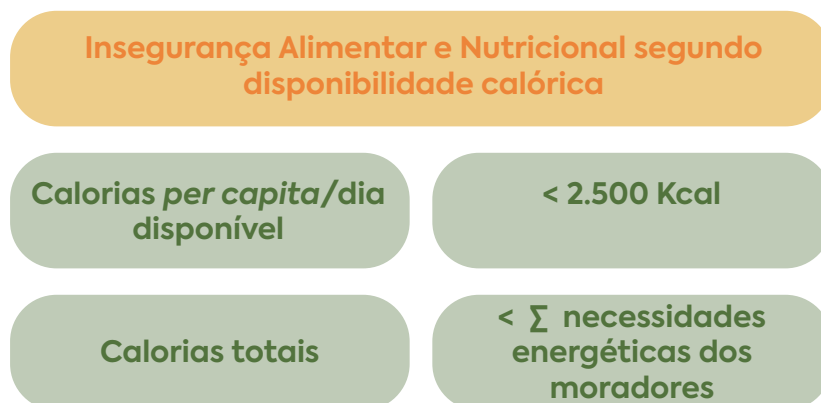 Insegurança Alimentar e Nutricional segundo
disponibilidade calórica
Calorias per capita/dia
disponível
< 2.500 Kcal
Calorias totais
< ∑ necessidades
energéticas dos
moradores